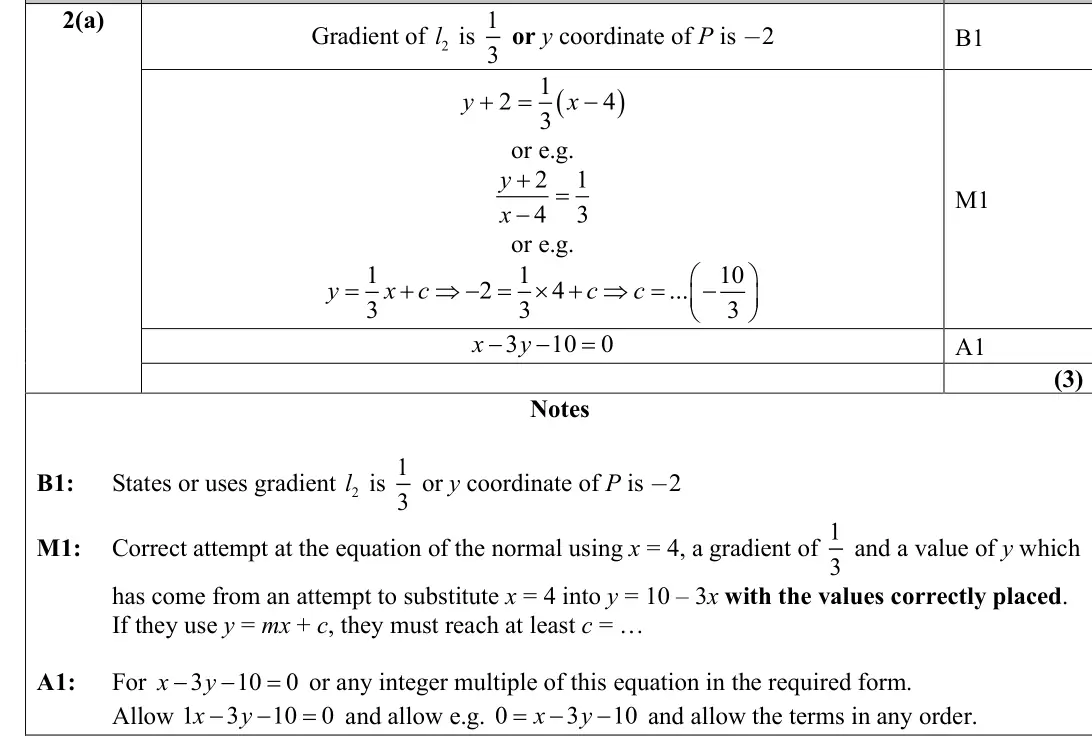 2(a)
Gradient of l₂ is 1/3 or y coordinate of P is −2
B1
y + 2 = 1/3 (x − 4)
or e.g.
(y + 2)/(x − 4) = 1/3
or e.g.
y = 1/3 x + c ⇒ −2 = 1/3 × 4 + c ⇒ c = ... (− 10/3)
M1
x − 3y − 10 = 0
A1
(3)
Notes
B1: States or uses gradient l₂ is 1/3 or y coordinate of P is −2
M1: Correct attempt at the equation of the normal using x = 4, a gradient of 1/3 and a value of y which
has come from an attempt to substitute x = 4 into y = 10 – 3x with the values correctly placed.
If they use y = mx + c, they must reach at least c = …
A1: For x − 3y − 10 = 0 or any integer multiple of this equation in the required form.
Allow 1x − 3y − 10 = 0 and allow e.g. 0 = x − 3y − 10 and allow the terms in any order.